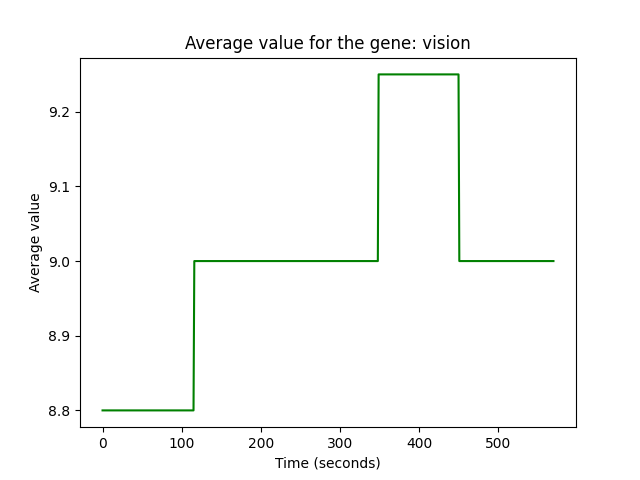 Average value for the gene: vision
9.2
9.1
9.0
8.9
8.8
Average value
0 100 200 300 400 500
Time (seconds)